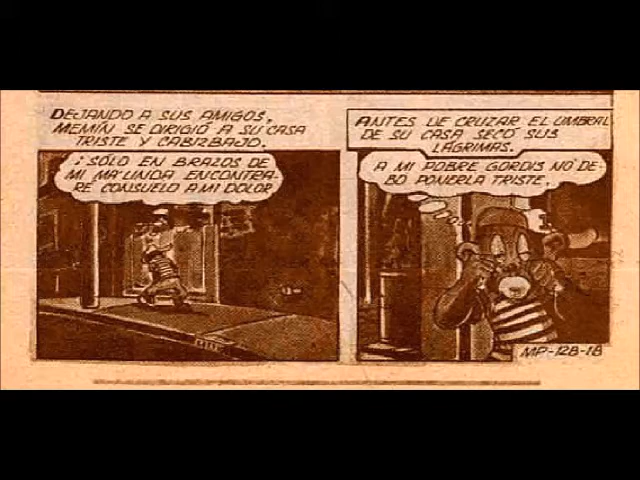 DEJANDO A SUS AMIGOS,
MEMÍN SE DIRIGIÓ A SU CASA
TRISTE Y CABIZBAJO.
¡SÓLO EN BRAZOS DE
MI MA'LINDA ENCONTRA-
RÉ CONSUELO A MI DOLOR
ANTES DE CRUZAR EL UMBRAL
DE SU CASA SECÓ SUS
LÁGRIMAS.
A MI POBRE GORDIS NO DE-
BO PONERLA TRISTE.
MP-128-18